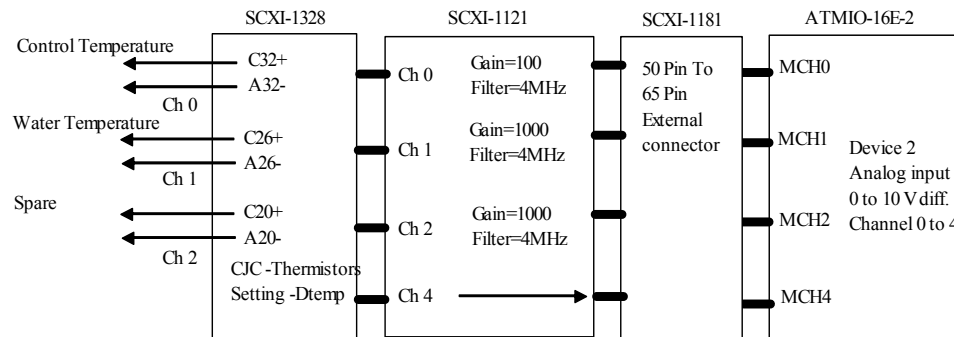 SCXI-1328
SCXI-1121
SCXI-1181
ATMIO-16E-2
Control Temperature
C32+
A32-
Ch 0
Ch 0
Gain=100
Filter=4MHz
50 Pin To
65 Pin
External
connector
MCH0
Water Temperature
C26+
A26-
Ch 1
Ch 1
Gain=1000
Filter=4MHz
MCH1
Device 2
Analog input
0 to 10 V diff.
Channel 0 to 4
Spare
C20+
A20-
Ch 2
Ch 2
Gain=1000
Filter=4MHz
MCH2
CJC -Thermistors
Setting -Dtemp
Ch 4
MCH4